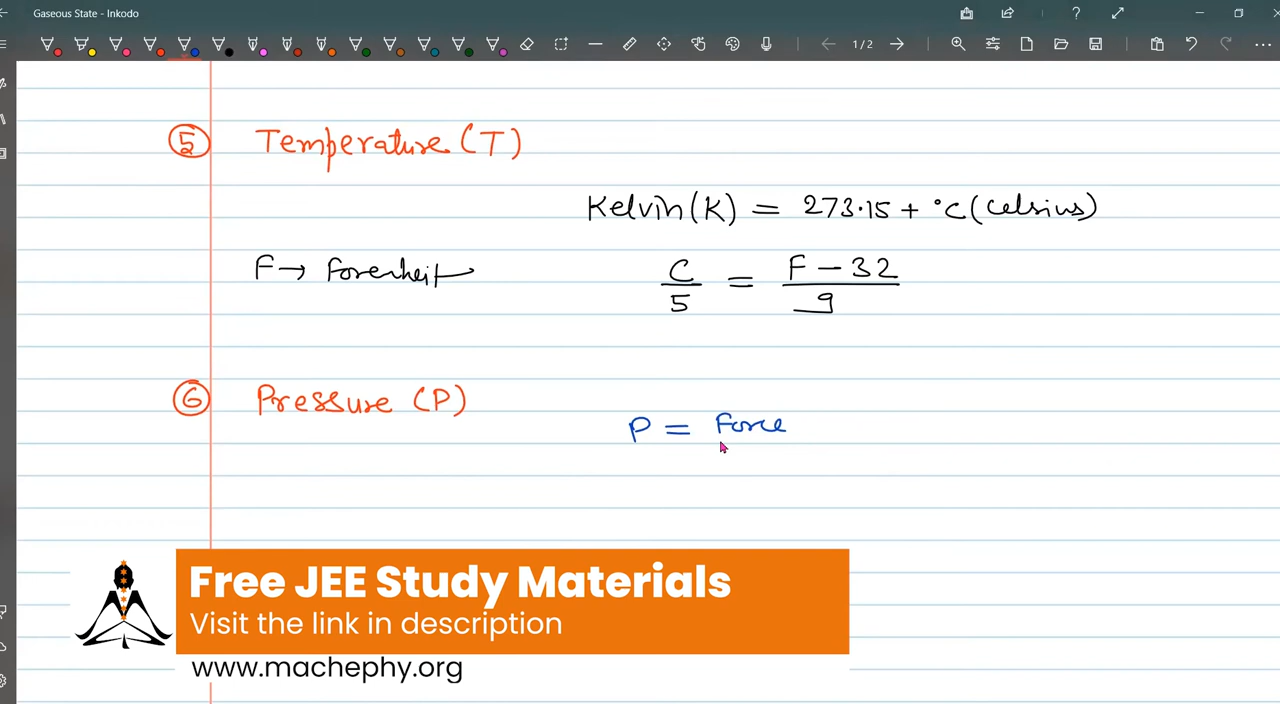 Gaseous State - Inkodo
1/2
⑤ Temperature (T)
Kelvin (K) = 273.15 + °C (Celsius)
F → Forenheit
C/5 = F - 32/9
⑥ Pressure (P)
P = Force
Free JEE Study Materials
Visit the link in description
www.machephy.org